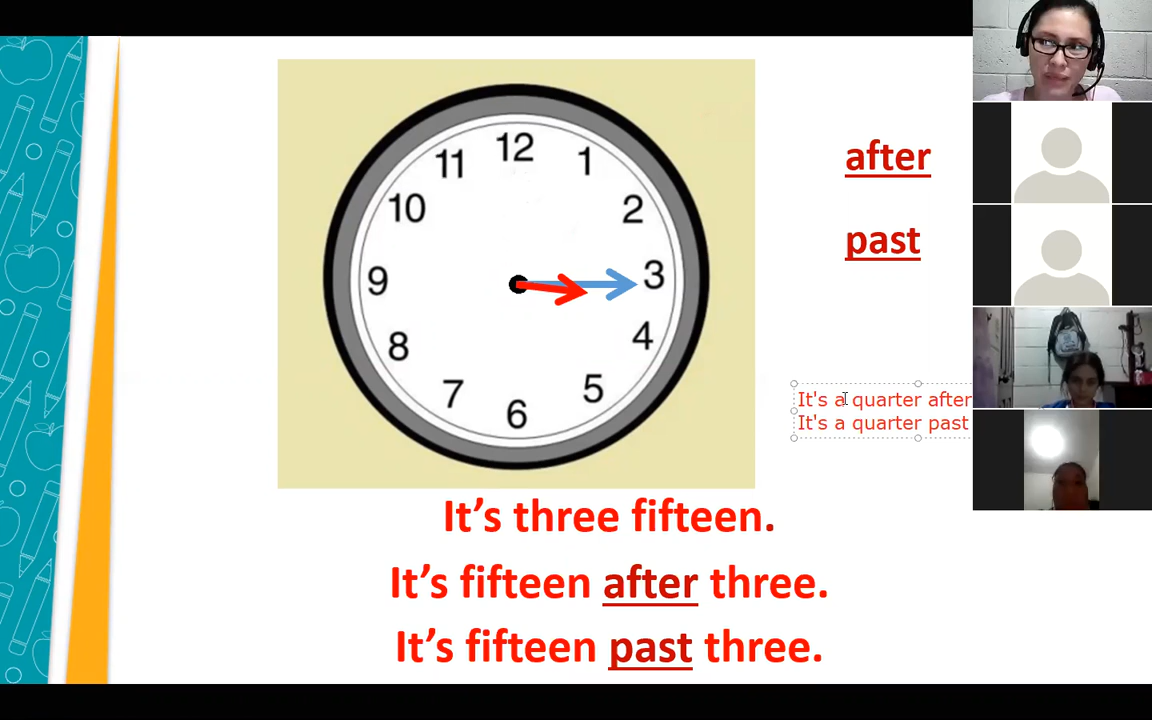 12
11
1
10
2
9
3
8
4
7
5
6
after
past
It's a quarter after
It's a quarter past
It's three fifteen.
It's fifteen after three.
It's fifteen past three.